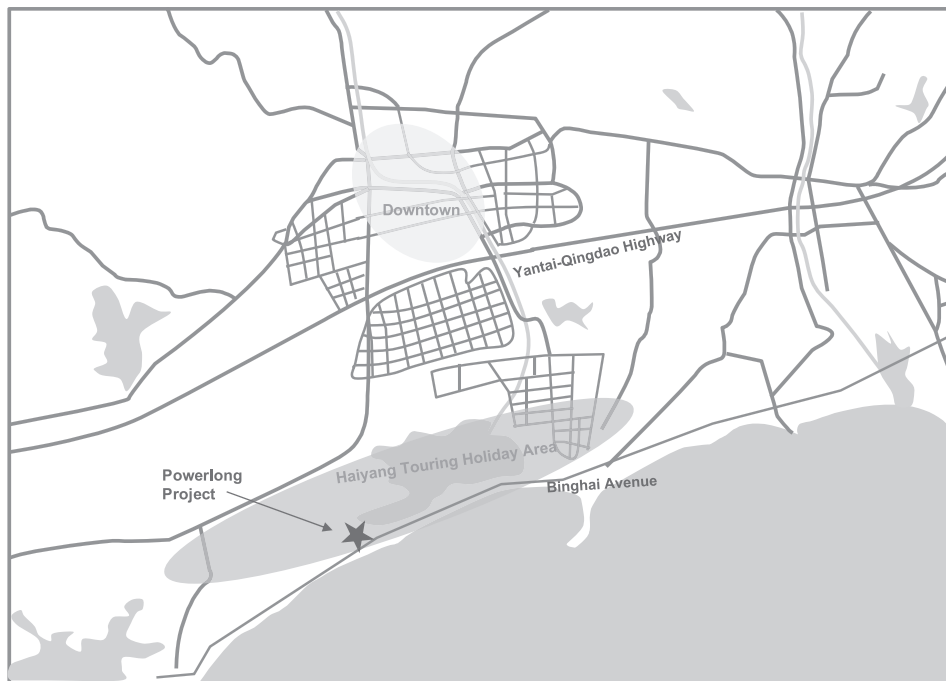 Downtown
Yantai-Qingdao Highway
Haiyang Touring Holiday Area
Powerlong
Project
Binghai Avenue